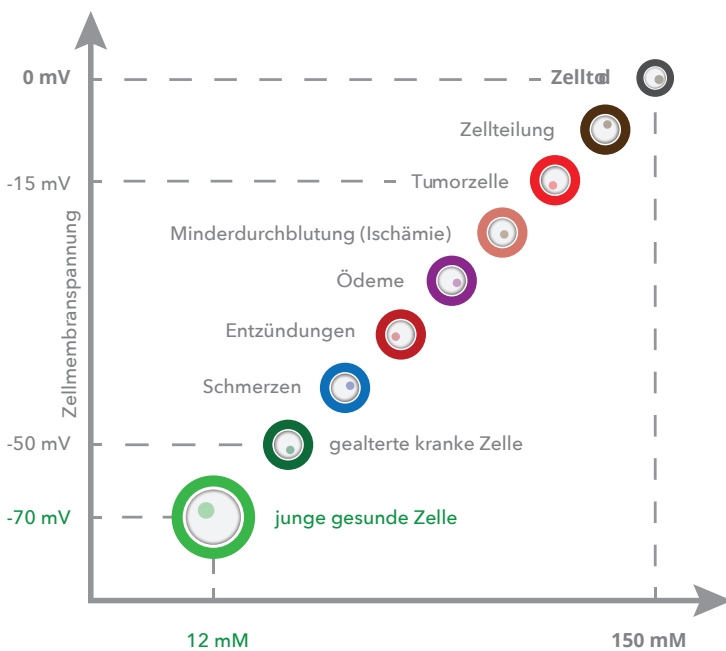 0 mV
Zelltod
Zellteilung
-15 mV
Tumorzelle
Minderdurchblutung (Ischämie)
Ödeme
Zellmembranspannung
Entzündungen
Schmerzen
-50 mV
gealterte kranke Zelle
-70 mV
junge gesunde Zelle
12 mM
150 mM